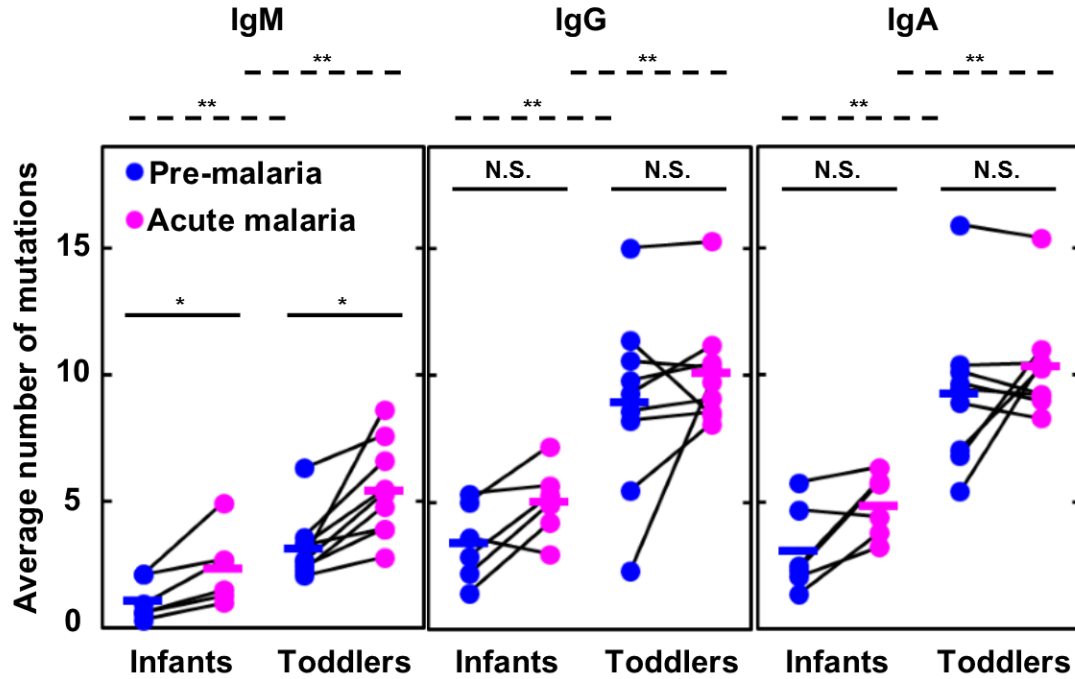 IgM IgG IgA
** ** **
** ** **
N.S. N.S. N.S. N.S.
Pre-malaria
Acute malaria
Average number of mutations
15
* *
10
5
0
Infants Toddlers Infants Toddlers Infants Toddlers